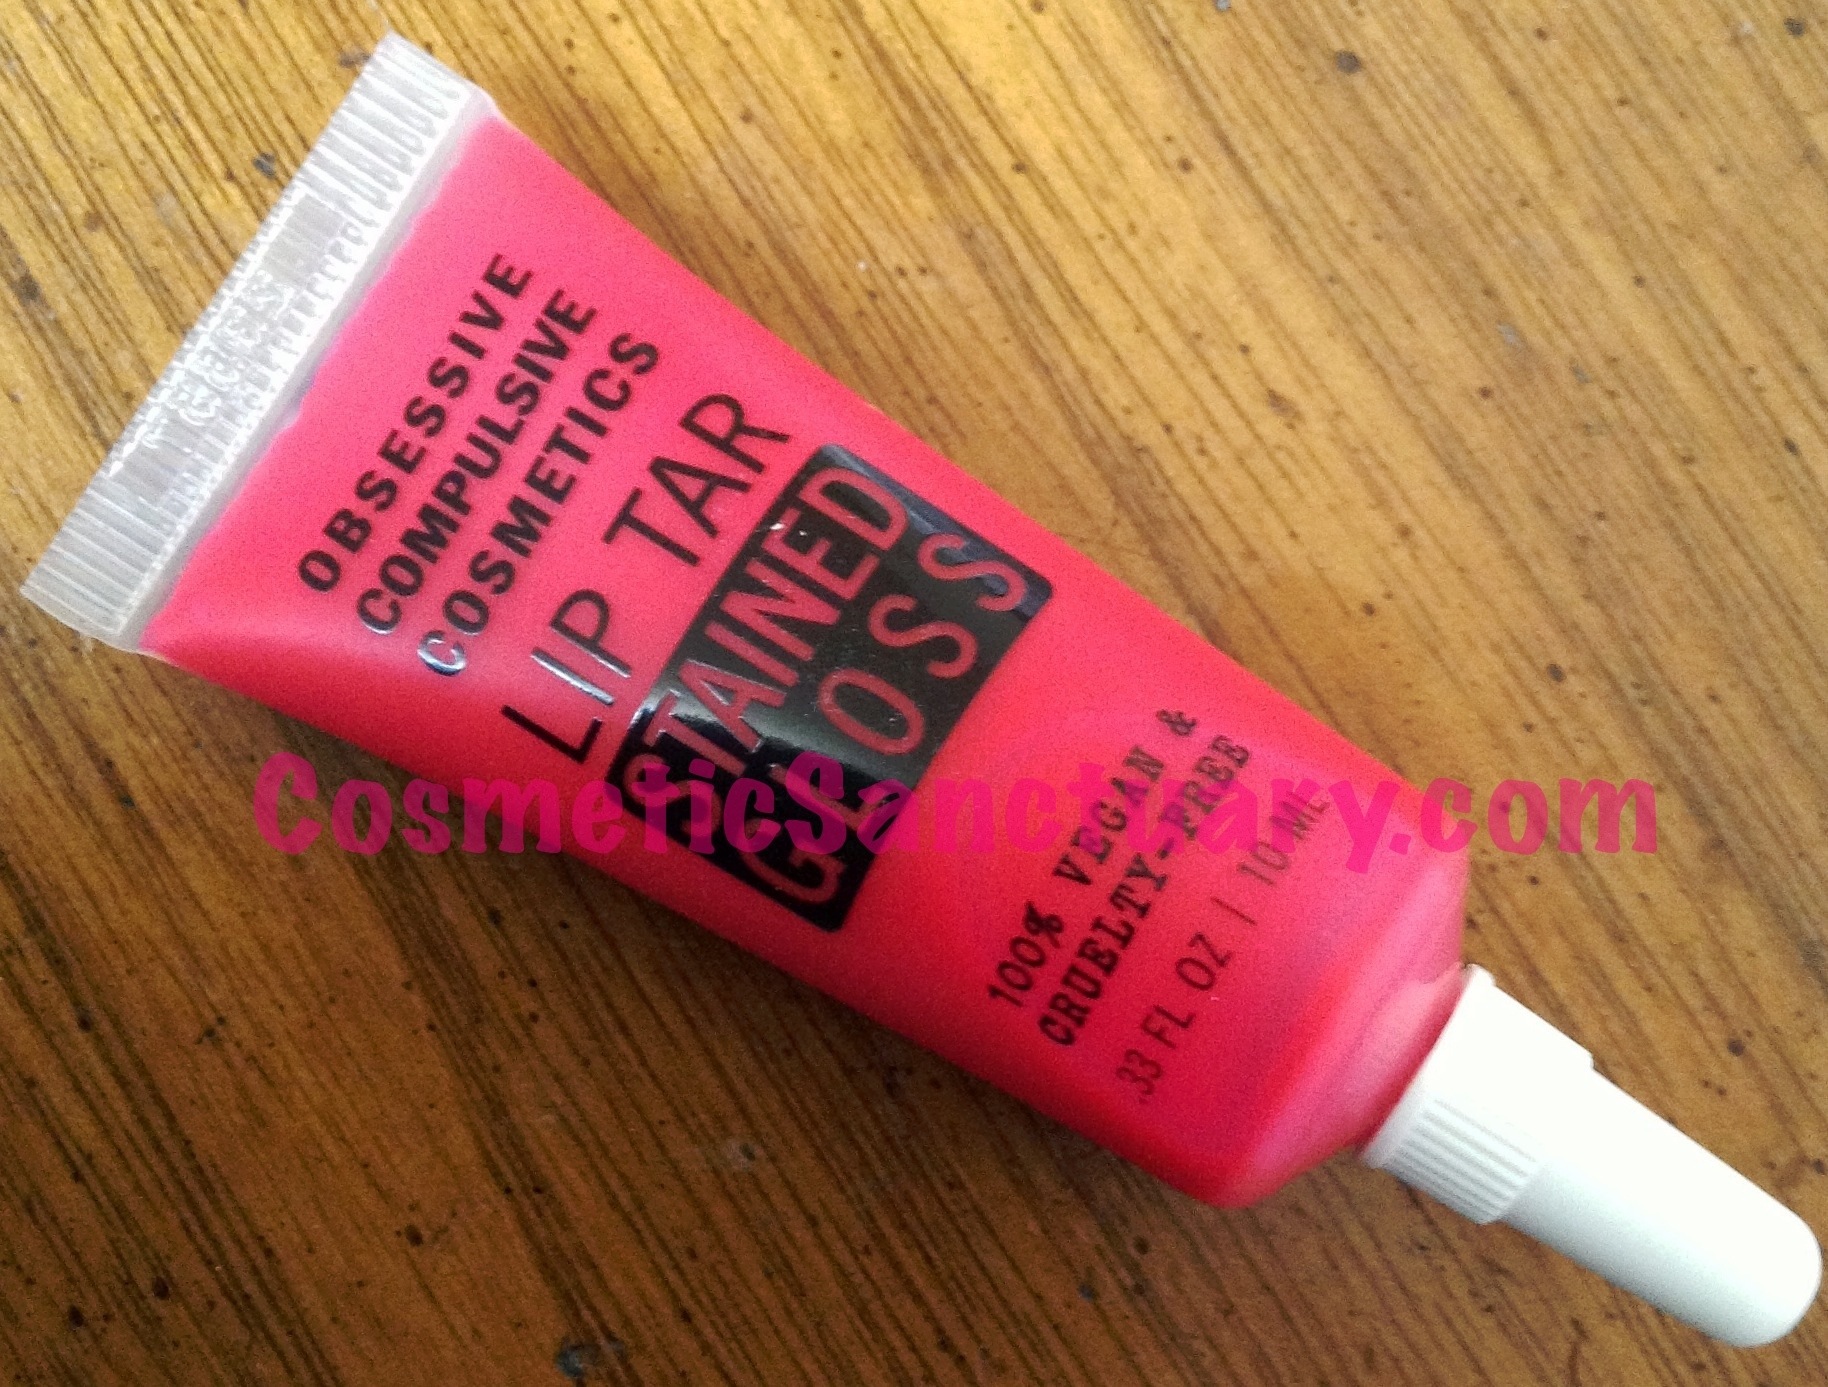 OBSESSIVE
COMPULSIVE
COSMETICS
LIP TAR
STAINED
GLOSS
100% VEGAN &
CRUELTY-FREE
.33 FL OZ | 10 ML
CosmeticSanctuary.com